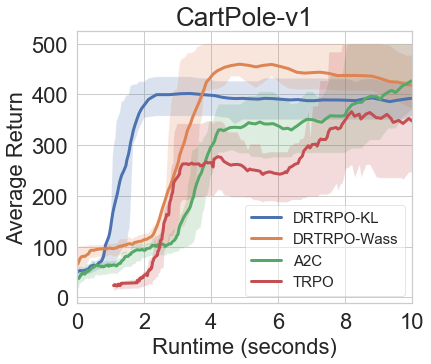 CartPole-v1
Average Return
500
400
300
200
100
0
DRTRPO-KL
DRTRPO-Wass
A2C
TRPO
0 2 4 6 8 10
Runtime (seconds)